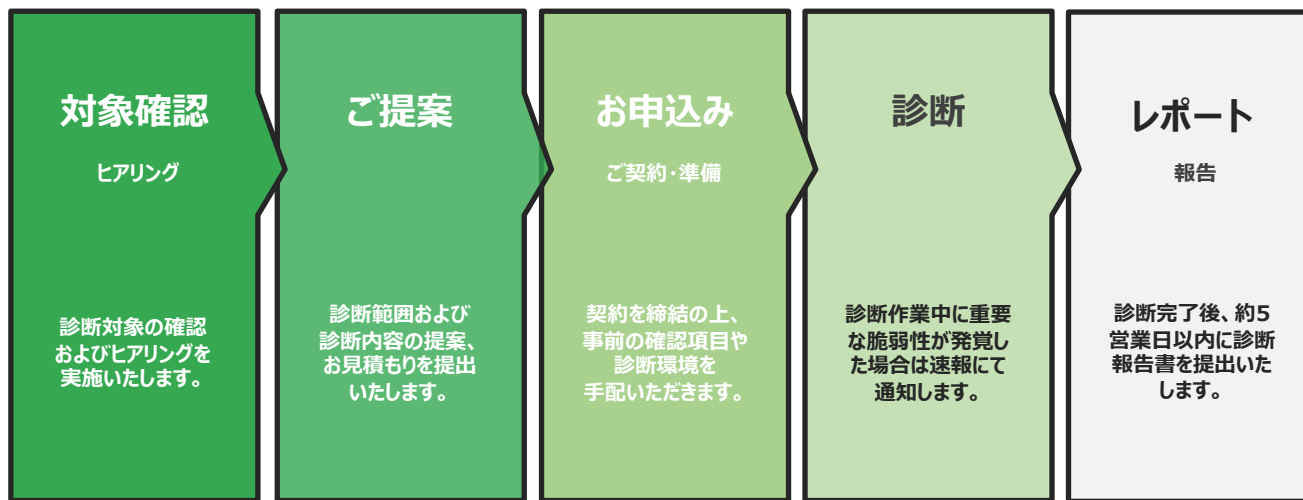 対象確認
ヒアリング
診断対象の確認
およびヒアリングを
実施いたします。
ご提案
診断範囲および
診断内容の提案、
お見積もりを提出
いたします。
お申込み
ご契約・準備
契約を締結の上、
事前の確認項目や
診断環境を
手配いただきます。
診断
診断作業中に重要
な脆弱性が発覚し
た場合は速報にて
通知します。
レポート
報告
診断完了後、約5
営業日以内に診断
報告書を提出いた
します。